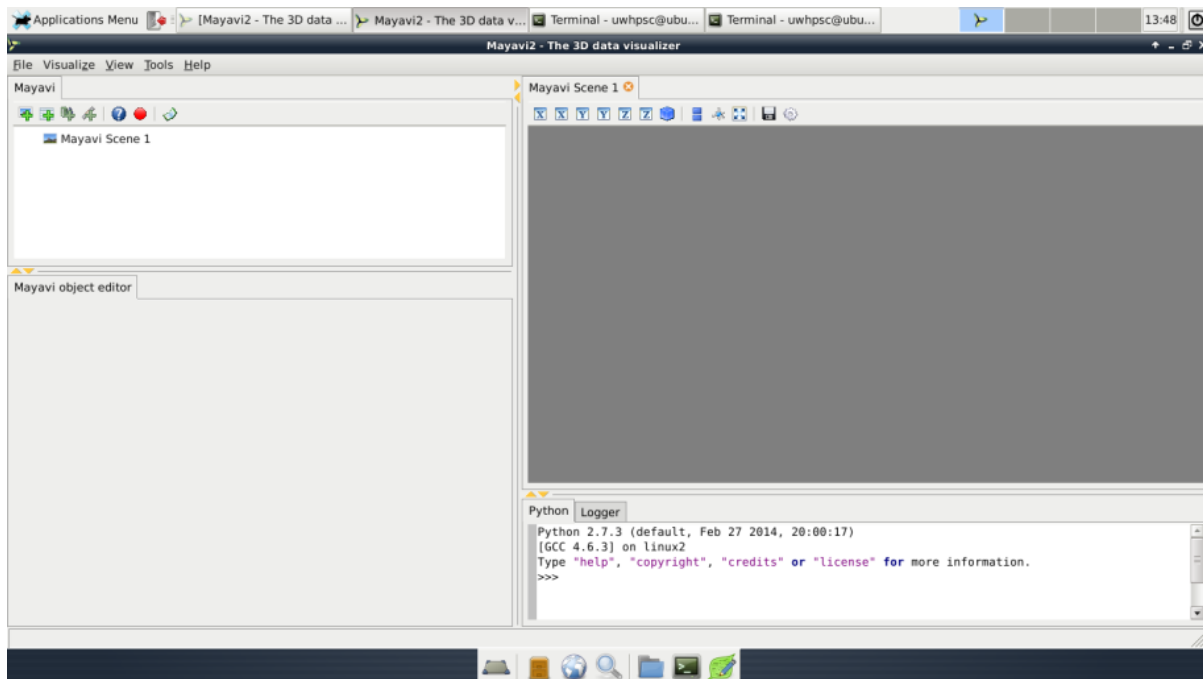 Applications Menu
[Mayavi2 - The 3D data ...
Mayavi2 - The 3D data v...
Terminal - uwhpsc@ubu...
Terminal - uwhpsc@ubu...
13:48
Mayavi2 - The 3D data visualizer
File Visualize View Tools Help
Mayavi
Mayavi Scene 1
Mayavi object editor
Mayavi Scene 1
X X Y Y Z Z
Python Logger
Python 2.7.3 (default, Feb 27 2014, 20:00:17)
[GCC 4.6.3] on linux2
Type "help", "copyright", "credits" or "license" for more information.
>>>